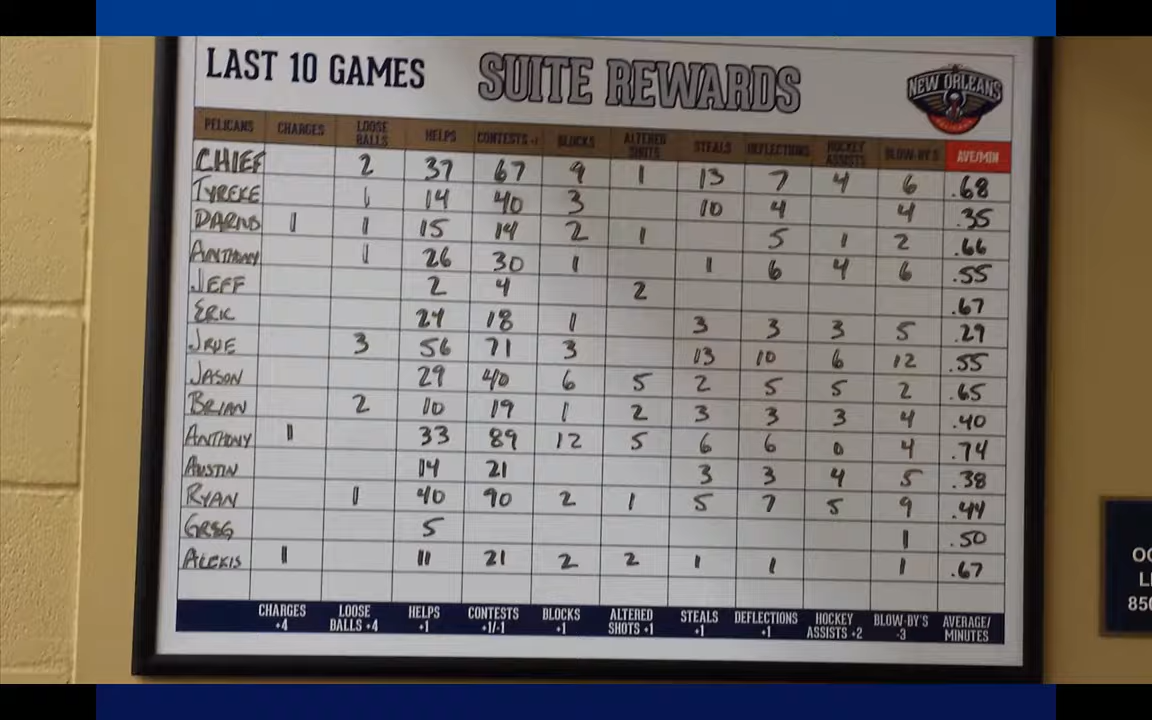 LAST 10 GAMES SUITE REWARDS NEW ORLEANS
PELICANS CHARGES LOOSE BALLS HELPS CONTESTS +1 BLOCKS ALTERED SHOTS STEALS DEFLECTIONS HOCKEY ASSISTS BLOW-BY'S AVE/MIN
CHIEF 2 37 67 9 1 13 7 4 6 .68
TYREKE 1 14 40 3 10 4 4 .35
DARIUS 1 1 15 14 2 1 5 1 2 .66
ANTHONY 1 26 30 1 1 6 4 6 .55
JEFF 2 4 2 .67
ERIC 27 18 1 3 3 3 5 .29
JRUE 3 56 71 3 13 10 6 12 .55
JASON 29 40 6 5 2 5 5 2 .65
BRIAN 2 10 19 1 2 3 3 3 4 .40
ANTHONY 1 33 89 12 5 6 6 0 4 .74
AUSTIN 14 21 3 3 4 5 .38
RYAN 1 40 90 2 1 5 7 5 9 .44
GREG 5 1 .50
ALEXIS 1 11 21 2 2 1 1 1 .67
CHARGES +4 LOOSE BALLS +4 HELPS +1 CONTESTS +1/-1 BLOCKS +1 ALTERED SHOTS +1 STEALS +1 DEFLECTIONS +1 HOCKEY ASSISTS +2 BLOW-BY'S -3 AVERAGE/MINUTES